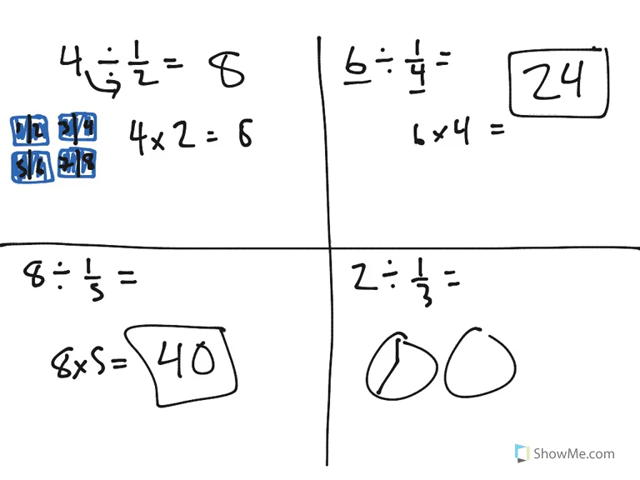 4 ÷ 1/2 = 8
1 2 3 4
5 6 7 8
4 × 2 = 6
6 ÷ 1/4 =
24
6 × 4 =
8 ÷ 1/5 =
8 × 5 = 40
2 ÷ 1/3 =
ShowMe.com